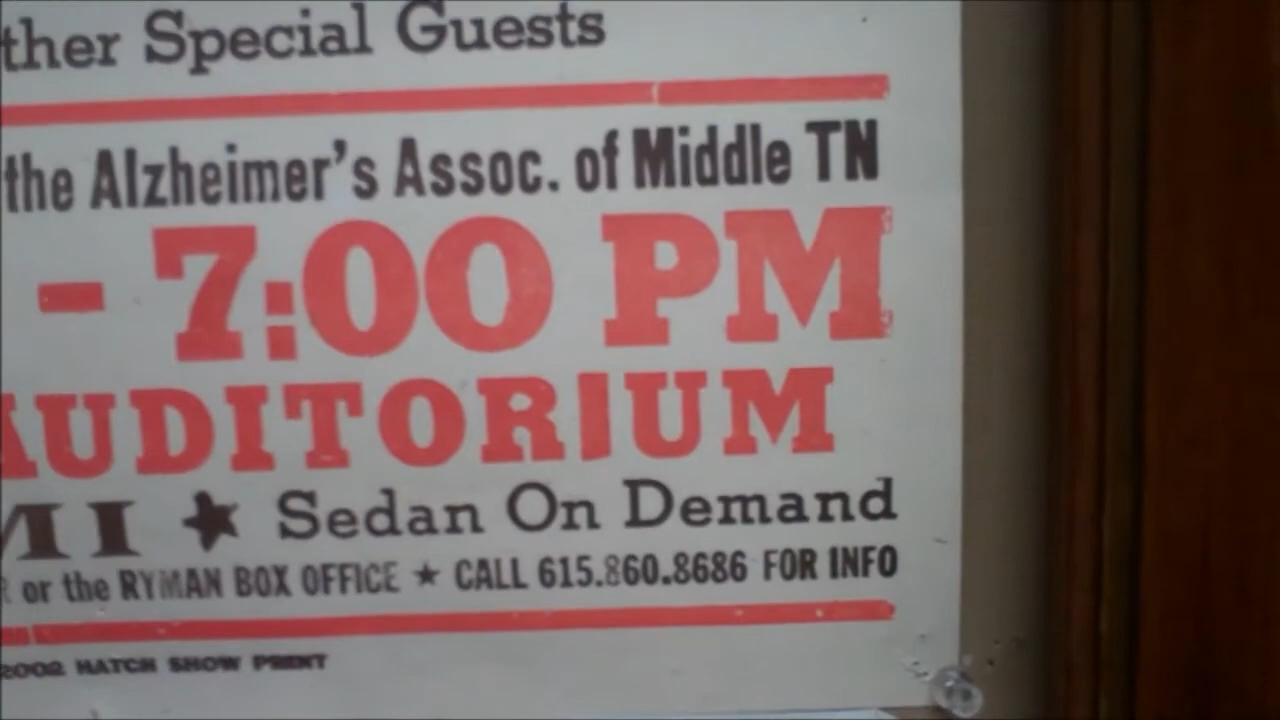 ther Special Guests
the Alzheimer's Assoc. of Middle TN
- 7:00 PM
AUDITORIUM
MI ★ Sedan On Demand
R or the RYMAN BOX OFFICE ★ CALL 615.860.8686 FOR INFO
2002 HATCH SHOW PRINT